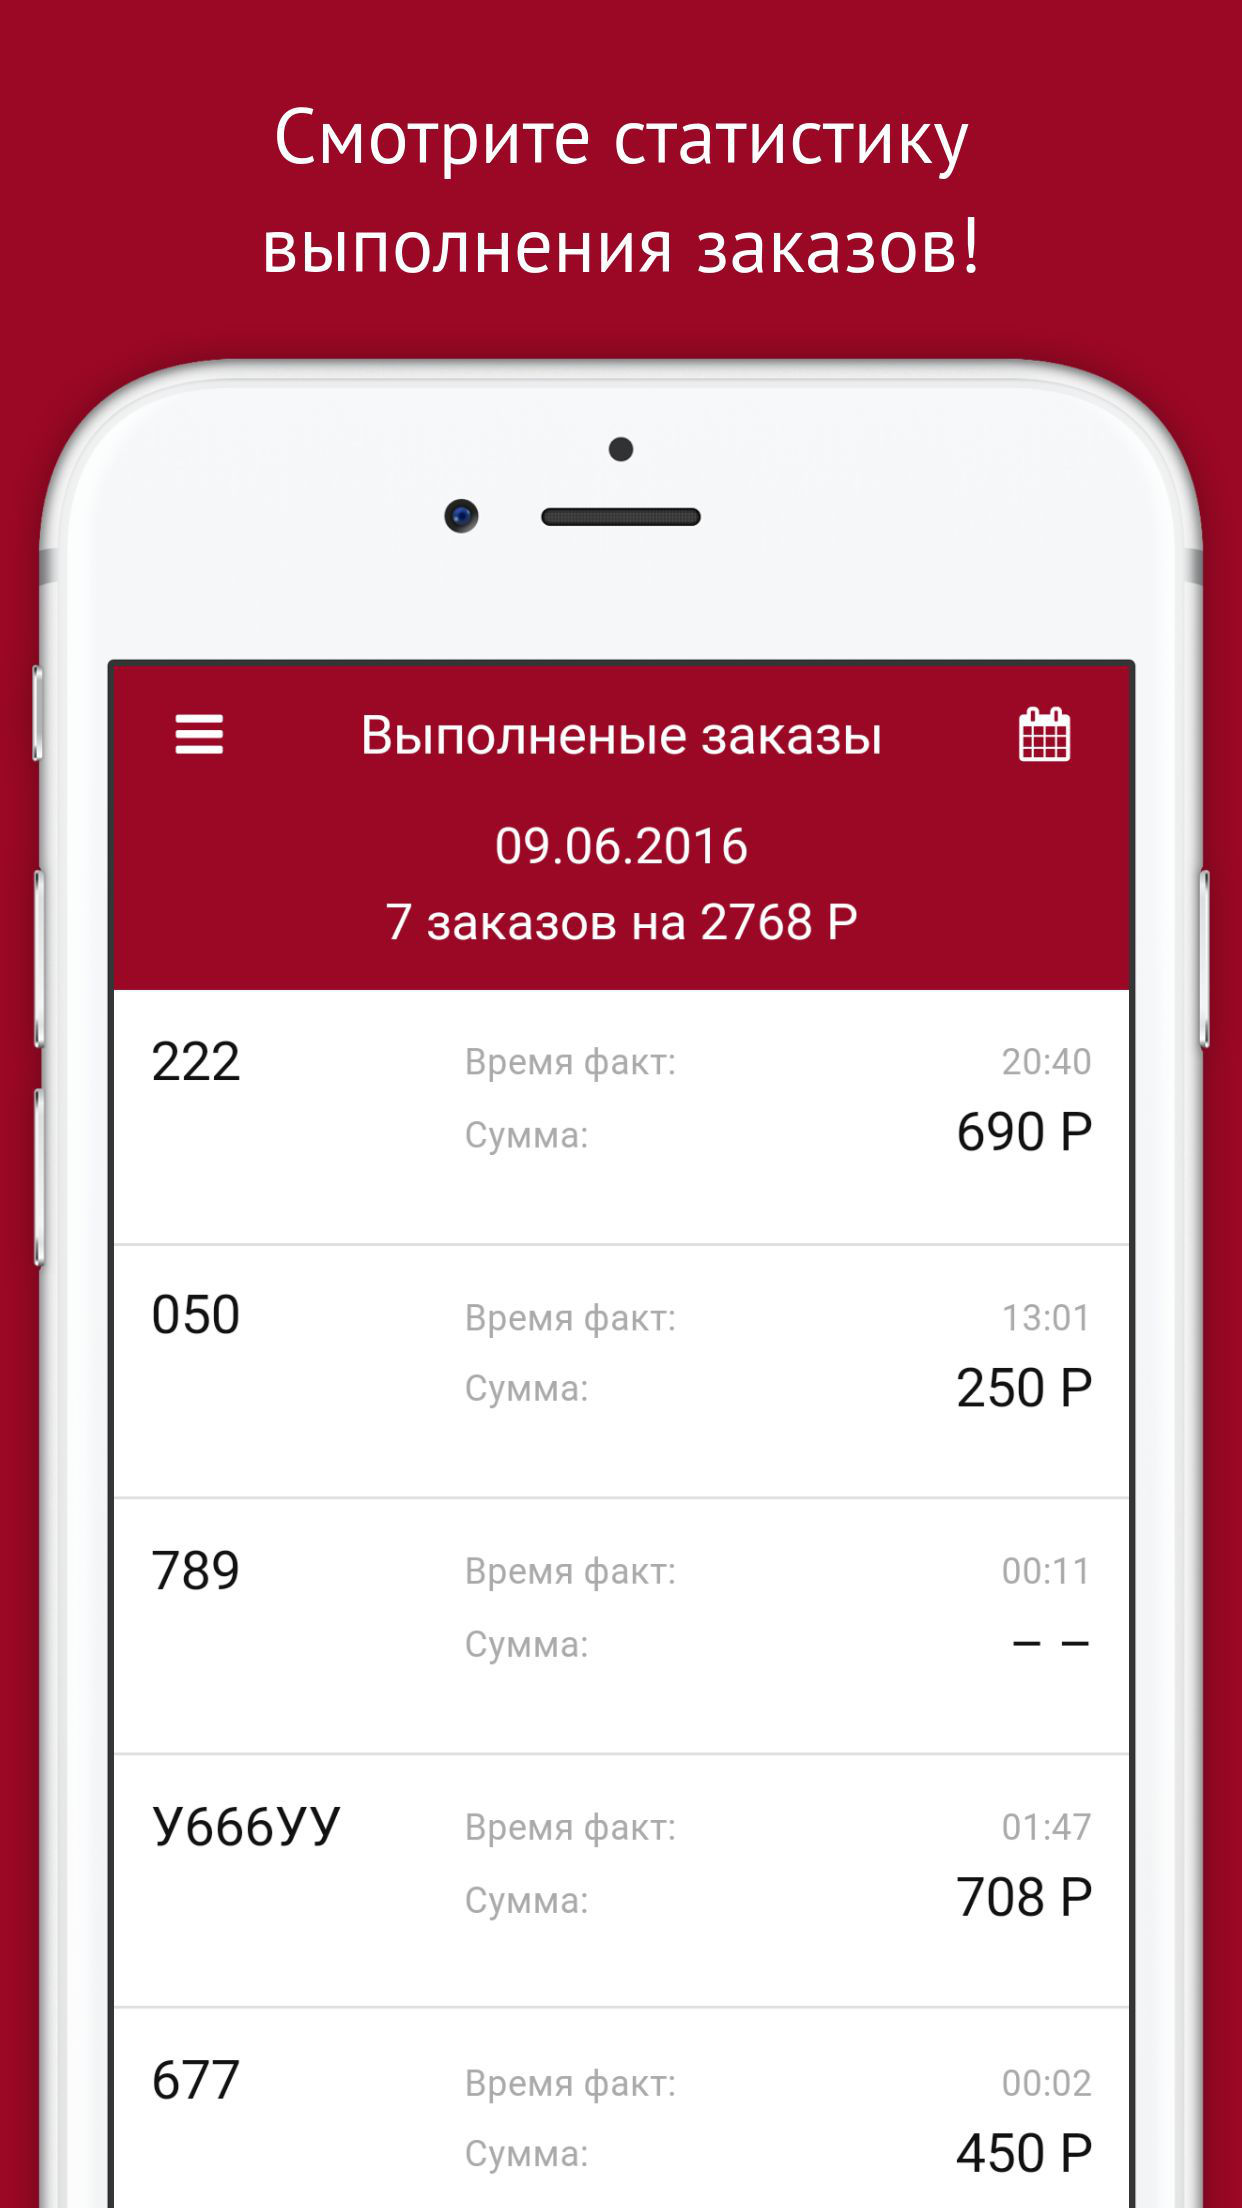 Смотрите статистику
выполнения заказов!
Выполненые заказы
09.06.2016
7 заказов на 2768 Р
222 Время факт: 20:40
Сумма: 690 Р
050 Время факт: 13:01
Сумма: 250 Р
789 Время факт: 00:11
Сумма: – –
У666УУ Время факт: 01:47
Сумма: 708 Р
677 Время факт: 00:02
Сумма: 450 Р